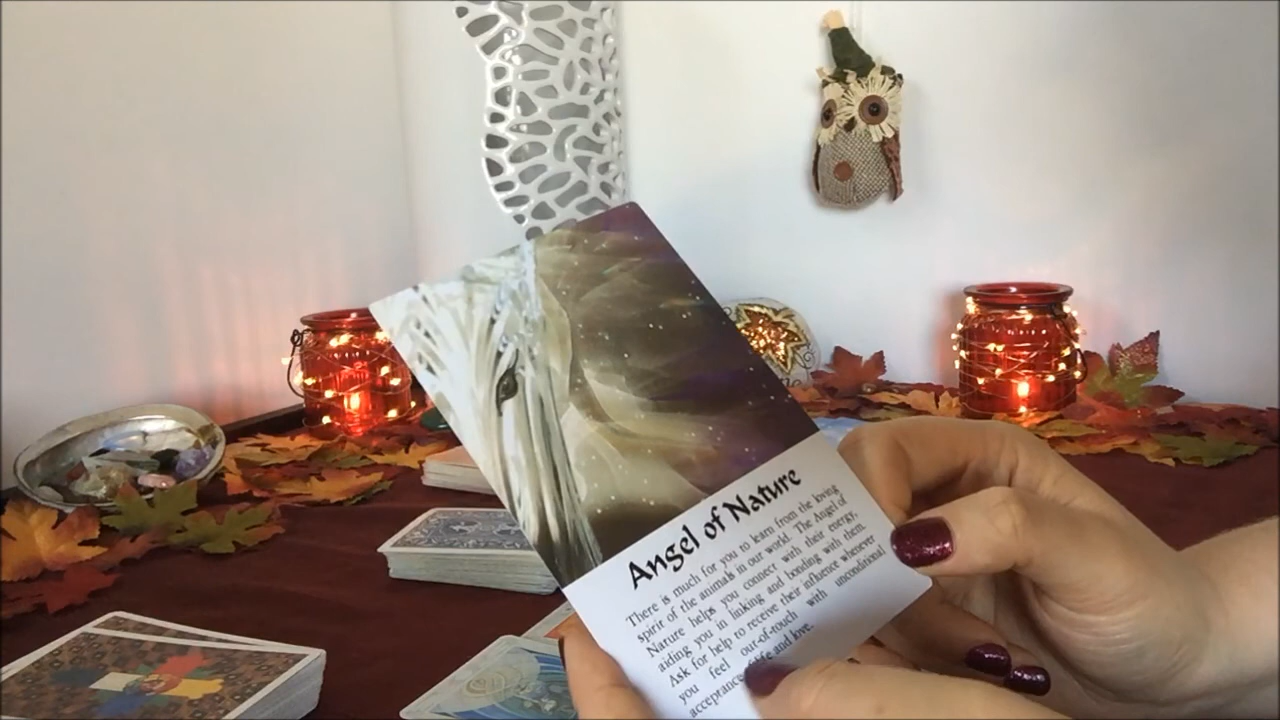 Angel of Nature
There is much for you to learn from the loving
spirit of the animals in our world. The Angel of
Nature helps you connect with their energy,
aiding you in linking and bonding with them.
Ask for help to receive their influence whenever
you feel out-of-touch with unconditional
acceptance life and love.